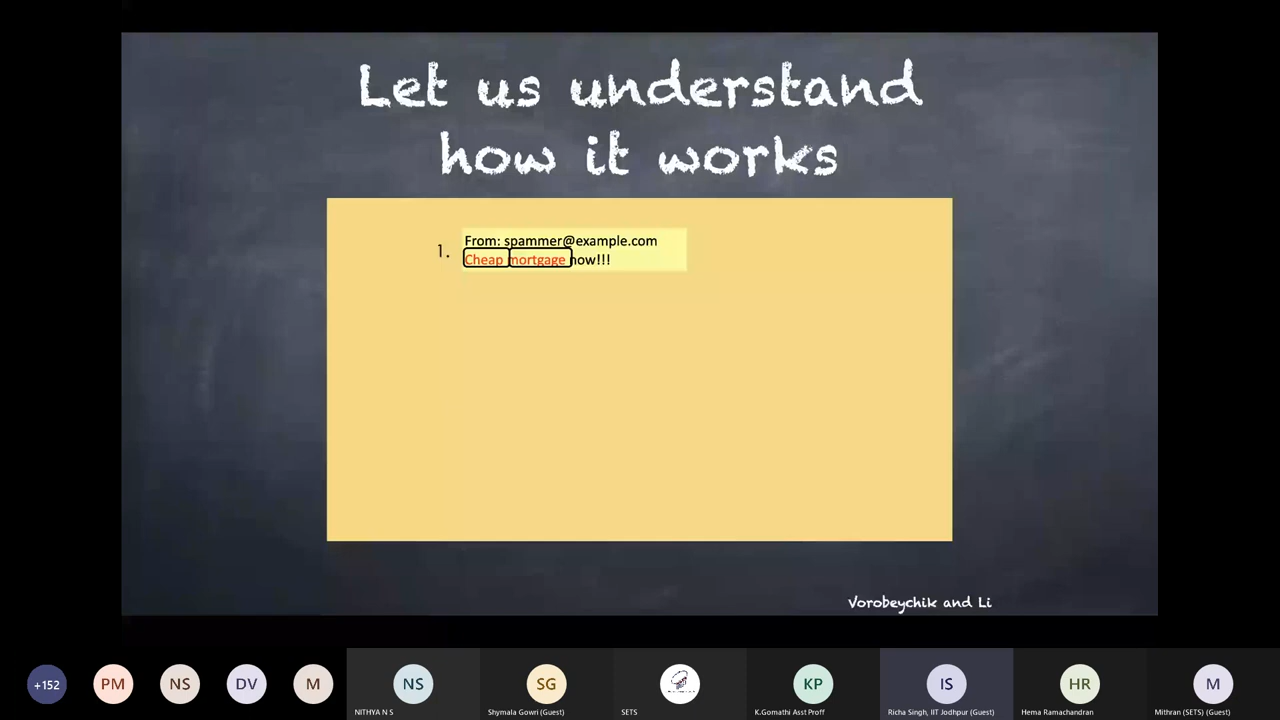 Let us understand
how it works
1.
From: spammer@example.com
Cheap mortgage now!!!
Vorobeychik and Li
+152
PM
NS
DV
M
NS
SG
KP
IS
HR
M
NITHYA N S
Shymala Gowri (Guest)
SETS
K.Gomathi Asst Proff
Richa Singh, IIT Jodhpur (Guest)
Hema Ramachandran
Mithran (SETS) (Guest)